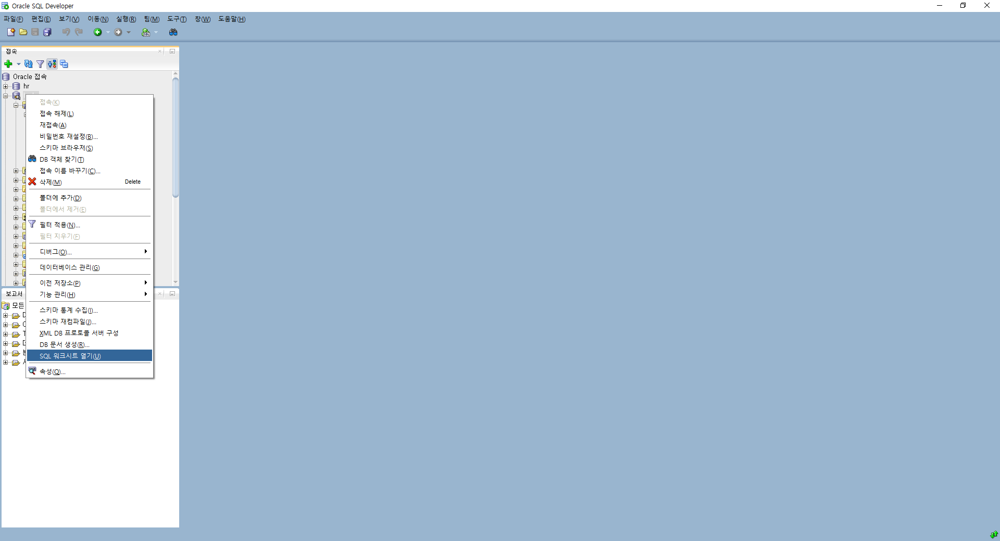 Oracle SQL Developer
파일(F) 편집(E) 보기(V) 이동(N) 실행(R) 팀(M) 도구(T) 창(W) 도움말(H)
접속
Oracle 접속
hr
접속(K)
접속 해제(L)
재접속(A)
비밀번호 재설정(B)...
스키마 브라우저(S)
DB 객체 찾기(T)
접속 이름 바꾸기(C)...
삭제(M) Delete
폴더에 추가(D)
폴더에서 제거(E)
필터 적용(N)...
필터 지우기(F)
디버그(O)...
데이터베이스 관리(G)
이전 저장소(P)
기능 관리(H)
스키마 통계 수집(I)...
스키마 재컴파일(J)...
XML DB 프로토콜 서버 구성
DB 문서 생성(R)...
SQL 워크시트 열기(U)
속성(Q)...
보고서
모든